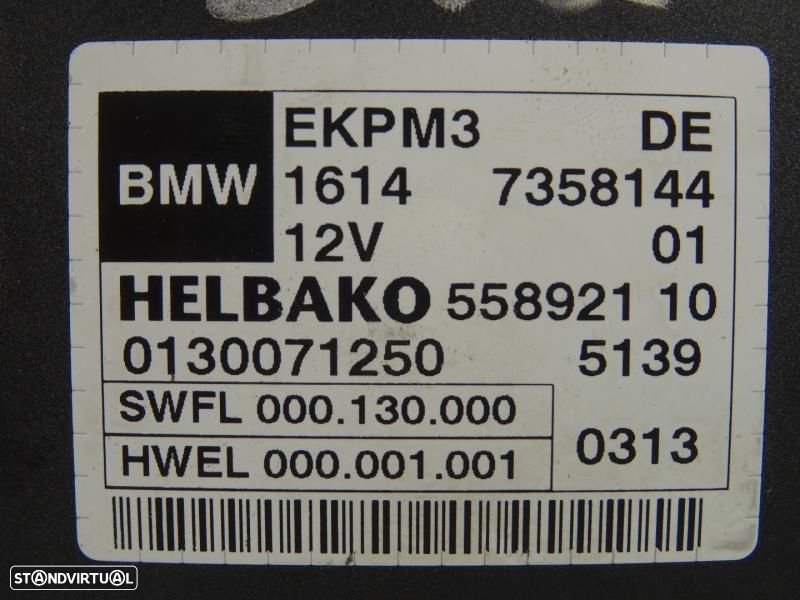 EKPM3 DE
BMW 1614 7358144
12V 01
HELBAKO 558921 10
0130071250 5139
SWFL 000.130.000
HWEL 000.001.001 0313
STANDVIRTUAL